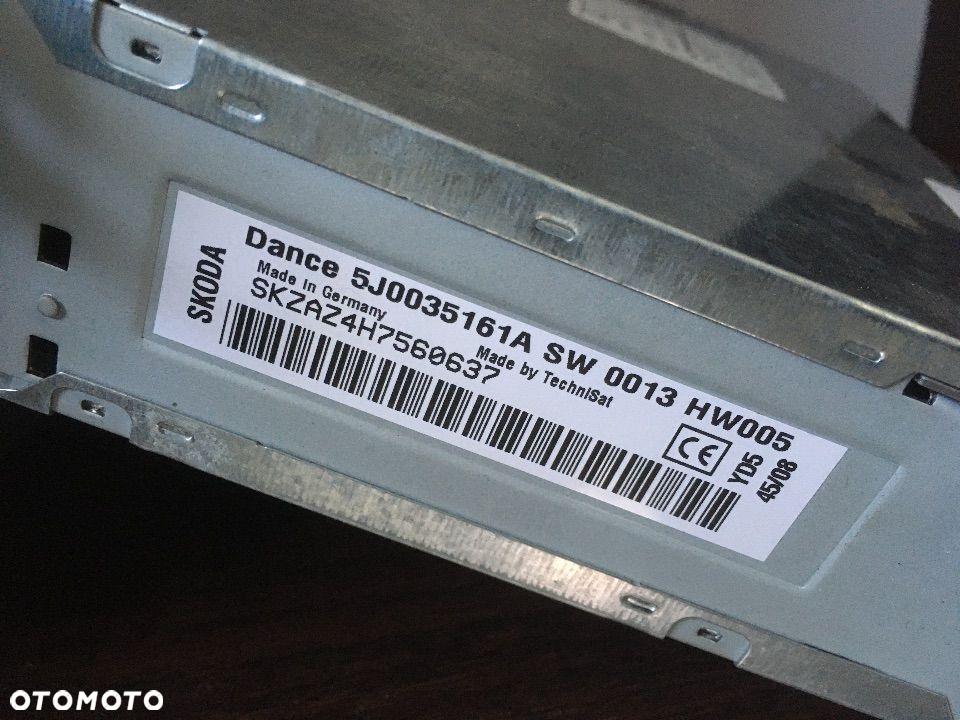 SKODA
Dance 5J0035161A SW 0013 HW005
Made in Germany
Made by TechniSat
SKZAZ4H7560637
CE
YD5
45/08
OTOMOTO